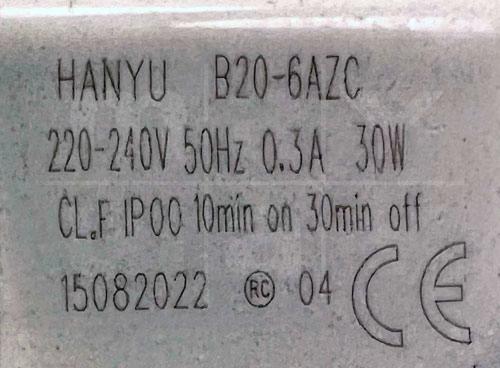 HANYU B20-6AZC
220-240V 50Hz 0.3A 30W
CL.F IP00 10min on 30min off
15082022 RC 04 CE